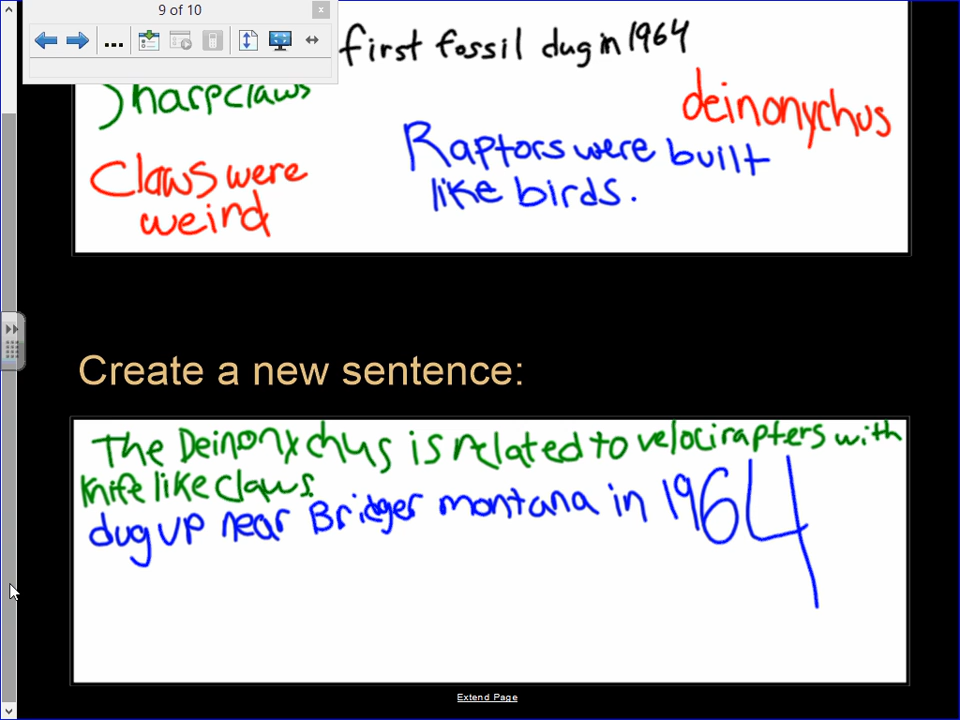 9 of 10
first fossil dug in 1964
Sharp claws
deinonychus
Raptors were built
like birds.
Claws were
weird
Create a new sentence:
The Deinonychus is related to velocirapters with
knife like claws.
dug up near Bridger montana in 1964
Extend Page